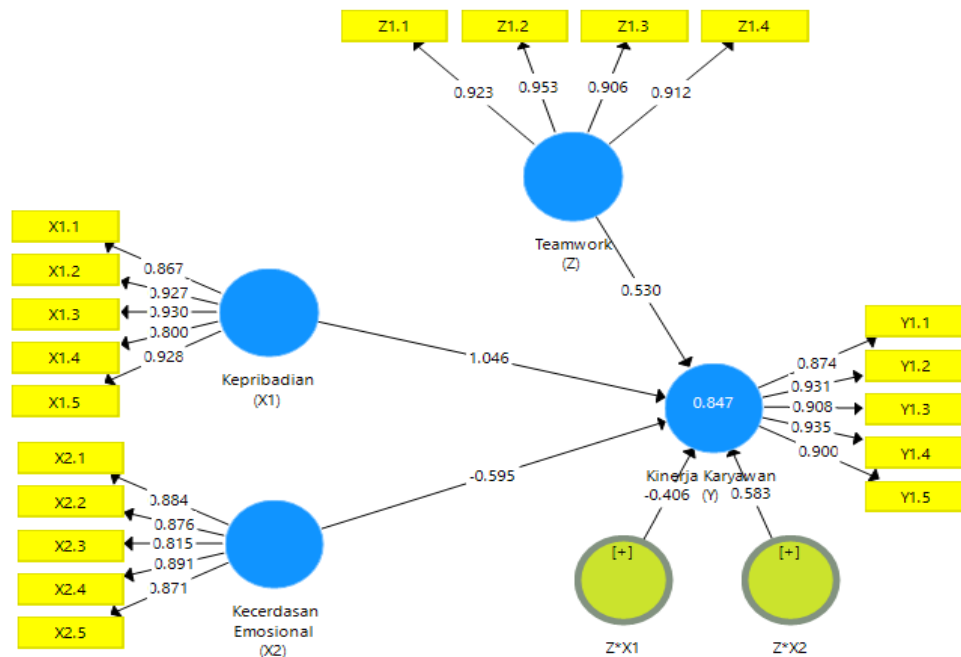 Z1.1
Z1.2
Z1.3
Z1.4
0.923
0.953
0.906
0.912
Teamwork
(Z)
0.530
X1.1
X1.2
X1.3
X1.4
X1.5
0.867
0.927
0.930
0.800
0.928
Kepribadian
(X1)
1.046
X2.1
X2.2
X2.3
X2.4
X2.5
0.884
0.876
0.815
0.891
0.871
Kecerdasan
Emosional
(X2)
-0.595
0.847
Kinerja Karyawan
(Y)
-0.406
0.583
0.874
0.931
0.908
0.935
0.900
Y1.1
Y1.2
Y1.3
Y1.4
Y1.5
[+]
[+]
Z*X1
Z*X2